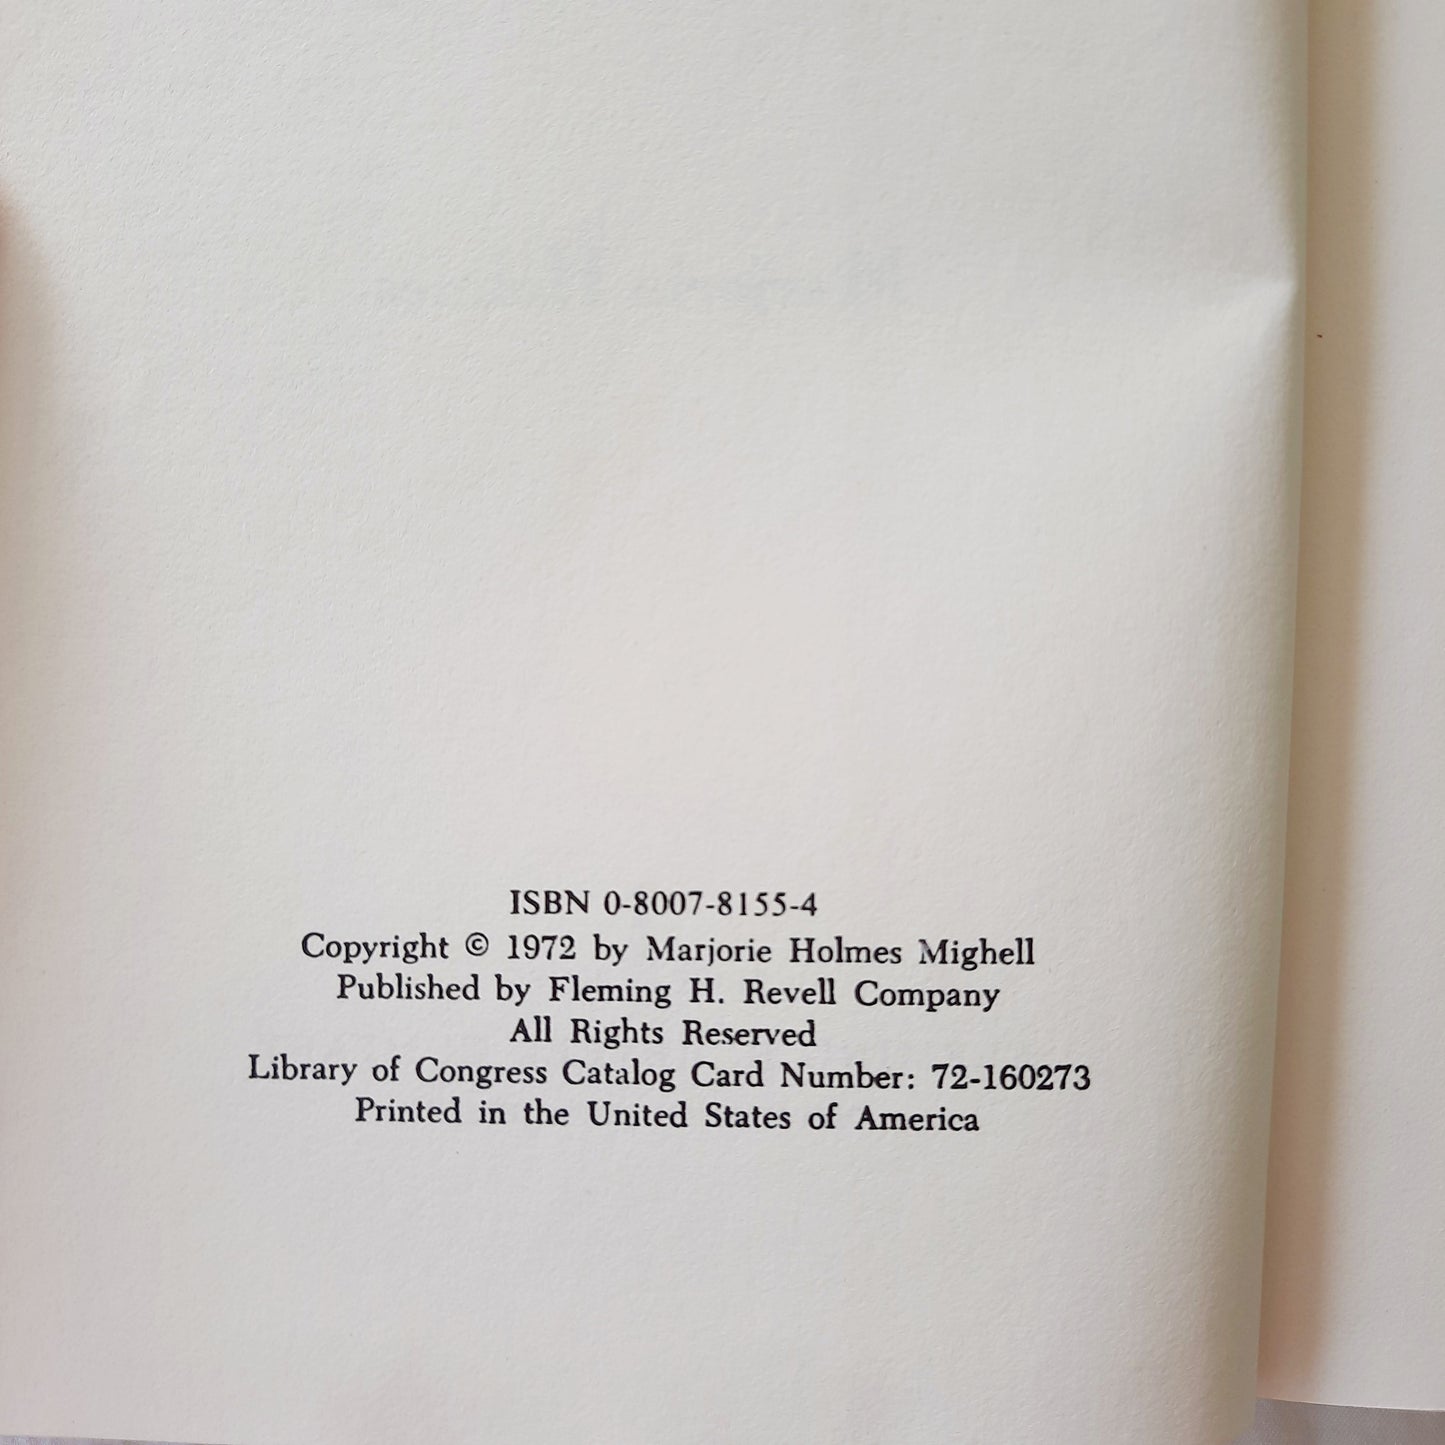 ISBN 0-8007-8155-4
Copyright © 1972 by Marjorie Holmes Mighell
Published by Fleming H. Revell Company
All Rights Reserved
Library of Congress Catalog Card Number: 72-160273
Printed in the United States of America